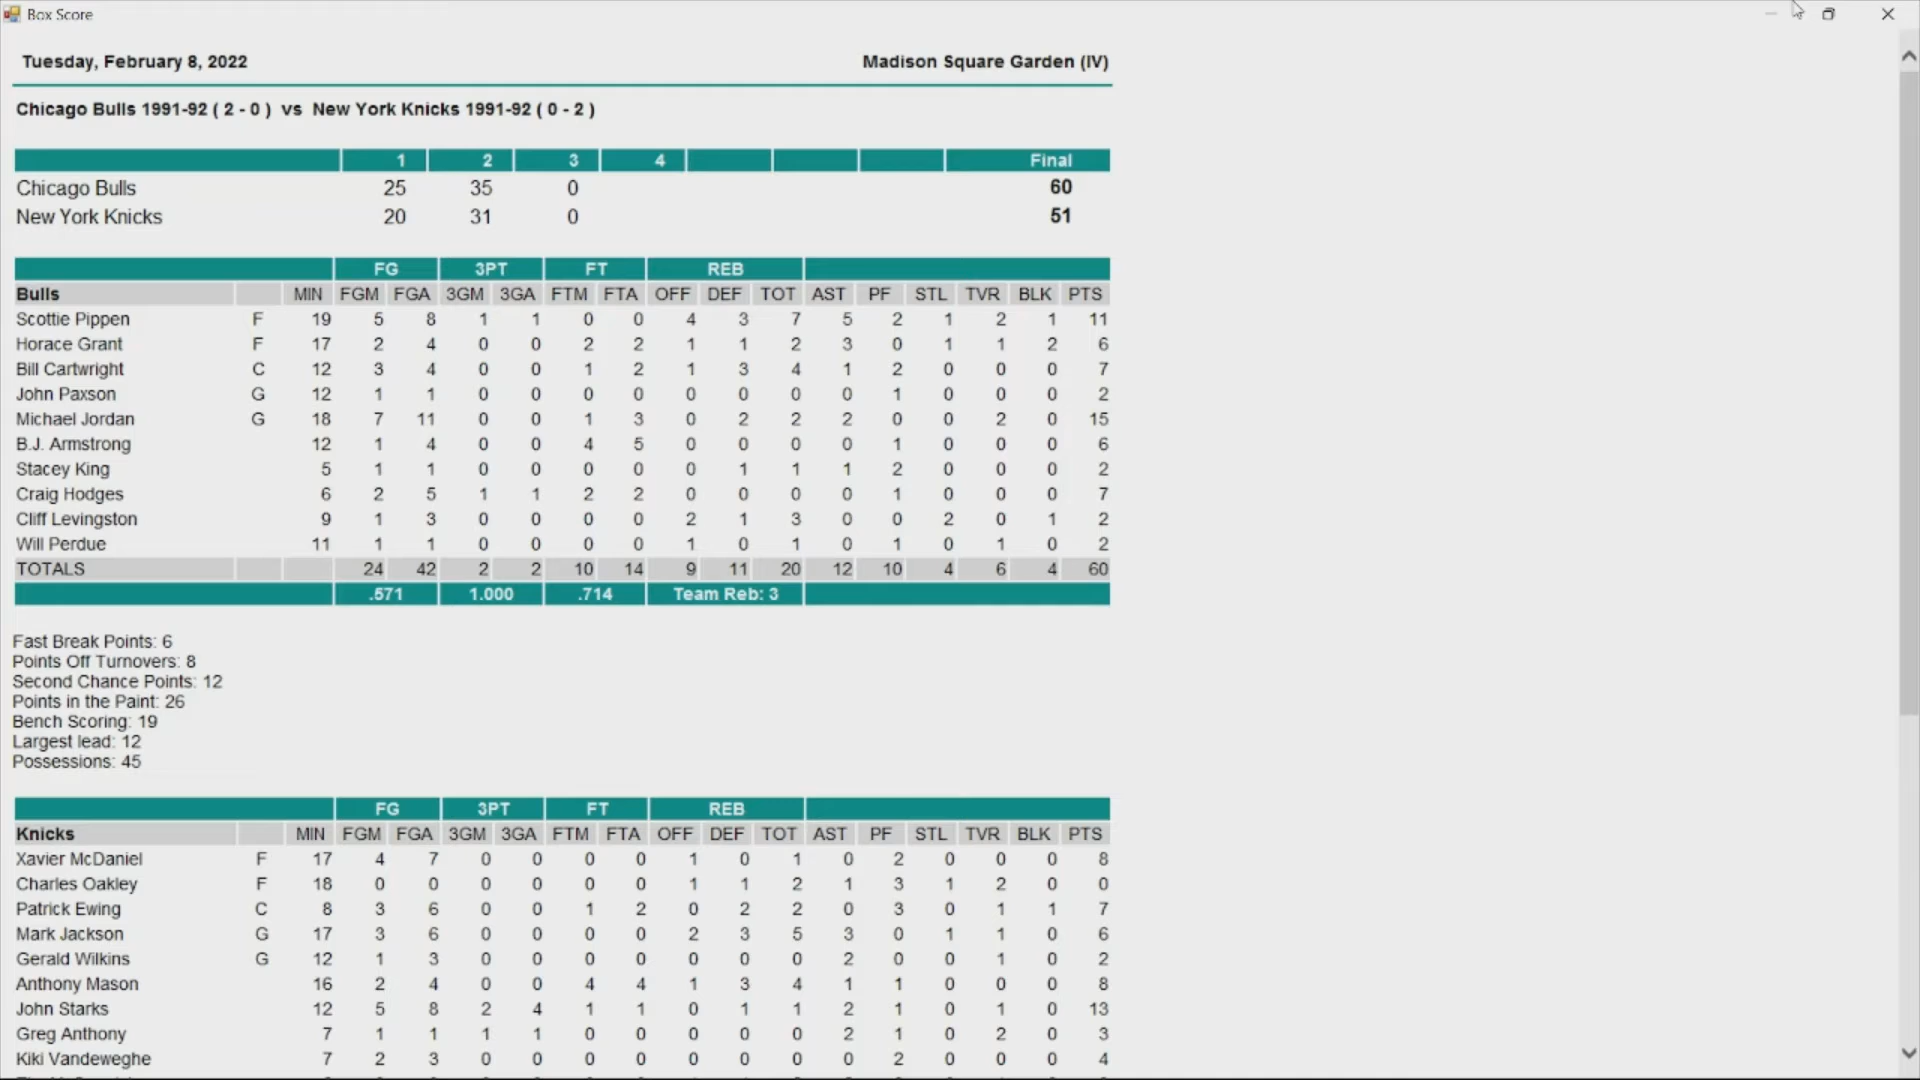 Box Score
Tuesday, February 8, 2022 Madison Square Garden (IV)
Chicago Bulls 1991-92 ( 2 - 0 ) vs New York Knicks 1991-92 ( 0 - 2 )
1 2 3 4 Final
Chicago Bulls 25 35 0 60
New York Knicks 20 31 0 51
FG 3PT FT REB
Bulls MIN FGM FGA 3GM 3GA FTM FTA OFF DEF TOT AST PF STL TVR BLK PTS
Scottie Pippen F 19 5 8 1 1 0 0 4 3 7 5 2 1 2 1 11
Horace Grant F 17 2 4 0 0 2 2 1 1 2 3 0 1 1 2 6
Bill Cartwright C 12 3 4 0 0 1 2 1 3 4 1 2 0 0 0 7
John Paxson G 12 1 1 0 0 0 0 0 0 0 0 1 0 0 0 2
Michael Jordan G 18 7 11 0 0 1 3 0 2 2 2 0 0 2 0 15
B.J. Armstrong 12 1 4 0 0 4 5 0 0 0 0 1 0 0 0 6
Stacey King 5 1 1 0 0 0 0 0 1 1 1 2 0 0 0 2
Craig Hodges 6 2 5 1 1 2 2 0 0 0 0 1 0 0 0 7
Cliff Levingston 9 1 3 0 0 0 0 2 1 3 0 0 2 0 1 2
Will Perdue 11 1 1 0 0 0 0 1 0 1 0 1 0 1 0 2
TOTALS 24 42 2 2 10 14 9 11 20 12 10 4 6 4 60
.571 1.000 .714 Team Reb: 3
Fast Break Points: 6
Points Off Turnovers: 8
Second Chance Points: 12
Points in the Paint: 26
Bench Scoring: 19
Largest lead: 12
Possessions: 45
FG 3PT FT REB
Knicks MIN FGM FGA 3GM 3GA FTM FTA OFF DEF TOT AST PF STL TVR BLK PTS
Xavier McDaniel F 17 4 7 0 0 0 0 1 0 1 0 2 0 0 0 8
Charles Oakley F 18 0 0 0 0 0 0 1 1 2 1 3 1 2 0 0
Patrick Ewing C 8 3 6 0 0 1 2 0 2 2 0 3 0 1 1 7
Mark Jackson G 17 3 6 0 0 0 0 2 3 5 3 0 1 1 0 6
Gerald Wilkins G 12 1 3 0 0 0 0 0 0 0 2 0 0 1 0 2
Anthony Mason 16 2 4 0 0 4 4 1 3 4 1 1 0 0 0 8
John Starks 12 5 8 2 4 1 1 0 1 1 2 1 0 1 0 13
Greg Anthony 7 1 1 1 1 0 0 0 0 0 2 1 0 2 0 3
Kiki Vandeweghe 7 2 3 0 0 0 0 0 0 0 0 2 0 0 0 4